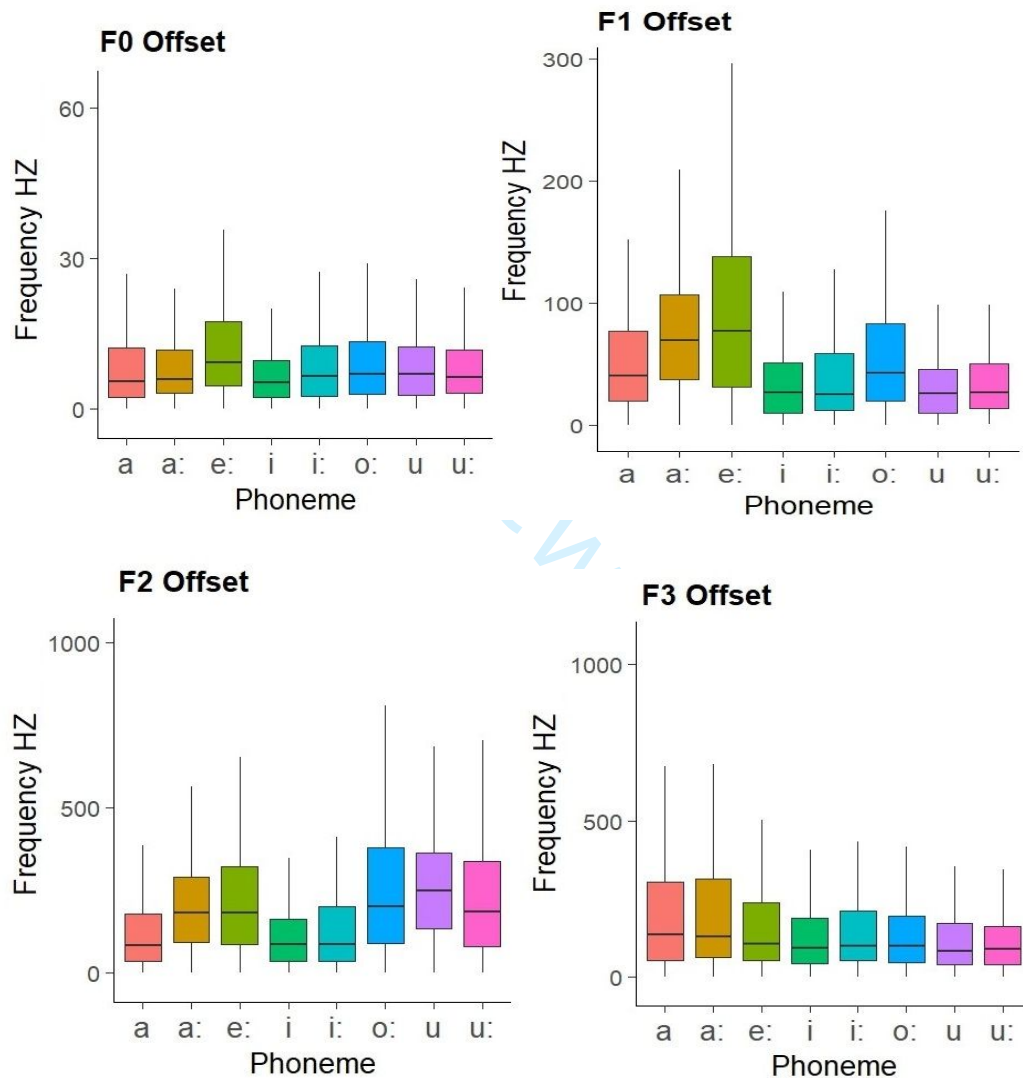 F0 Offset
Frequency HZ
60
30
0
a a: e: i i: o: u u:
Phoneme
F1 Offset
Frequency HZ
300
200
100
0
a a: e: i i: o: u u:
Phoneme
F2 Offset
Frequency HZ
1000
500
0
a a: e: i i: o: u u:
Phoneme
F3 Offset
Frequency HZ
1000
500
0
a a: e: i i: o: u u:
Phoneme